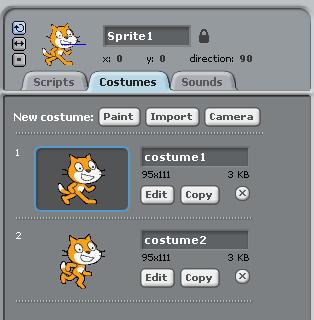 Sprite1
x: 0 y: 0 direction: 90
Scripts Costumes Sounds
New costume: Paint Import Camera
1
costume1
95x111 3 KB
Edit Copy
2
costume2
95x111 3 KB
Edit Copy